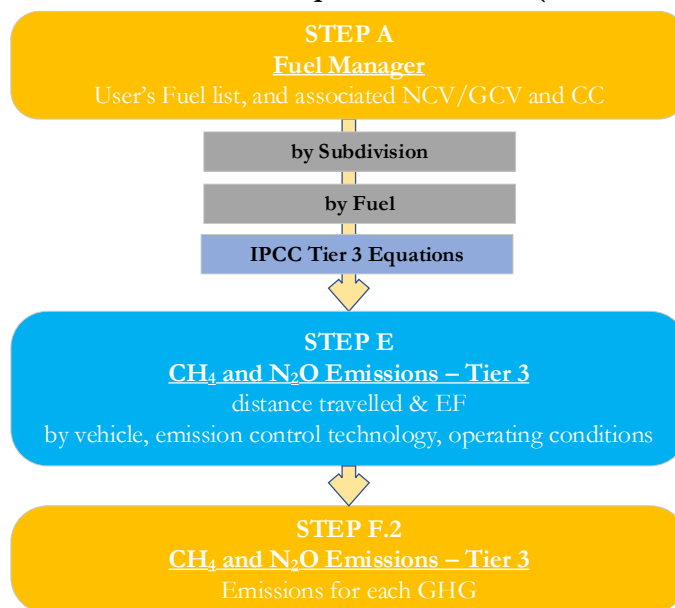 STEP A
Fuel Manager
User's Fuel list, and associated NCV/GCV and CC
by Subdivision
by Fuel
IPCC Tier 3 Equations
STEP E
CH₄ and N₂O Emissions – Tier 3
distance travelled & EF
by vehicle, emission control technology, operating conditions
STEP F.2
CH₄ and N₂O Emissions – Tier 3
Emissions for each GHG